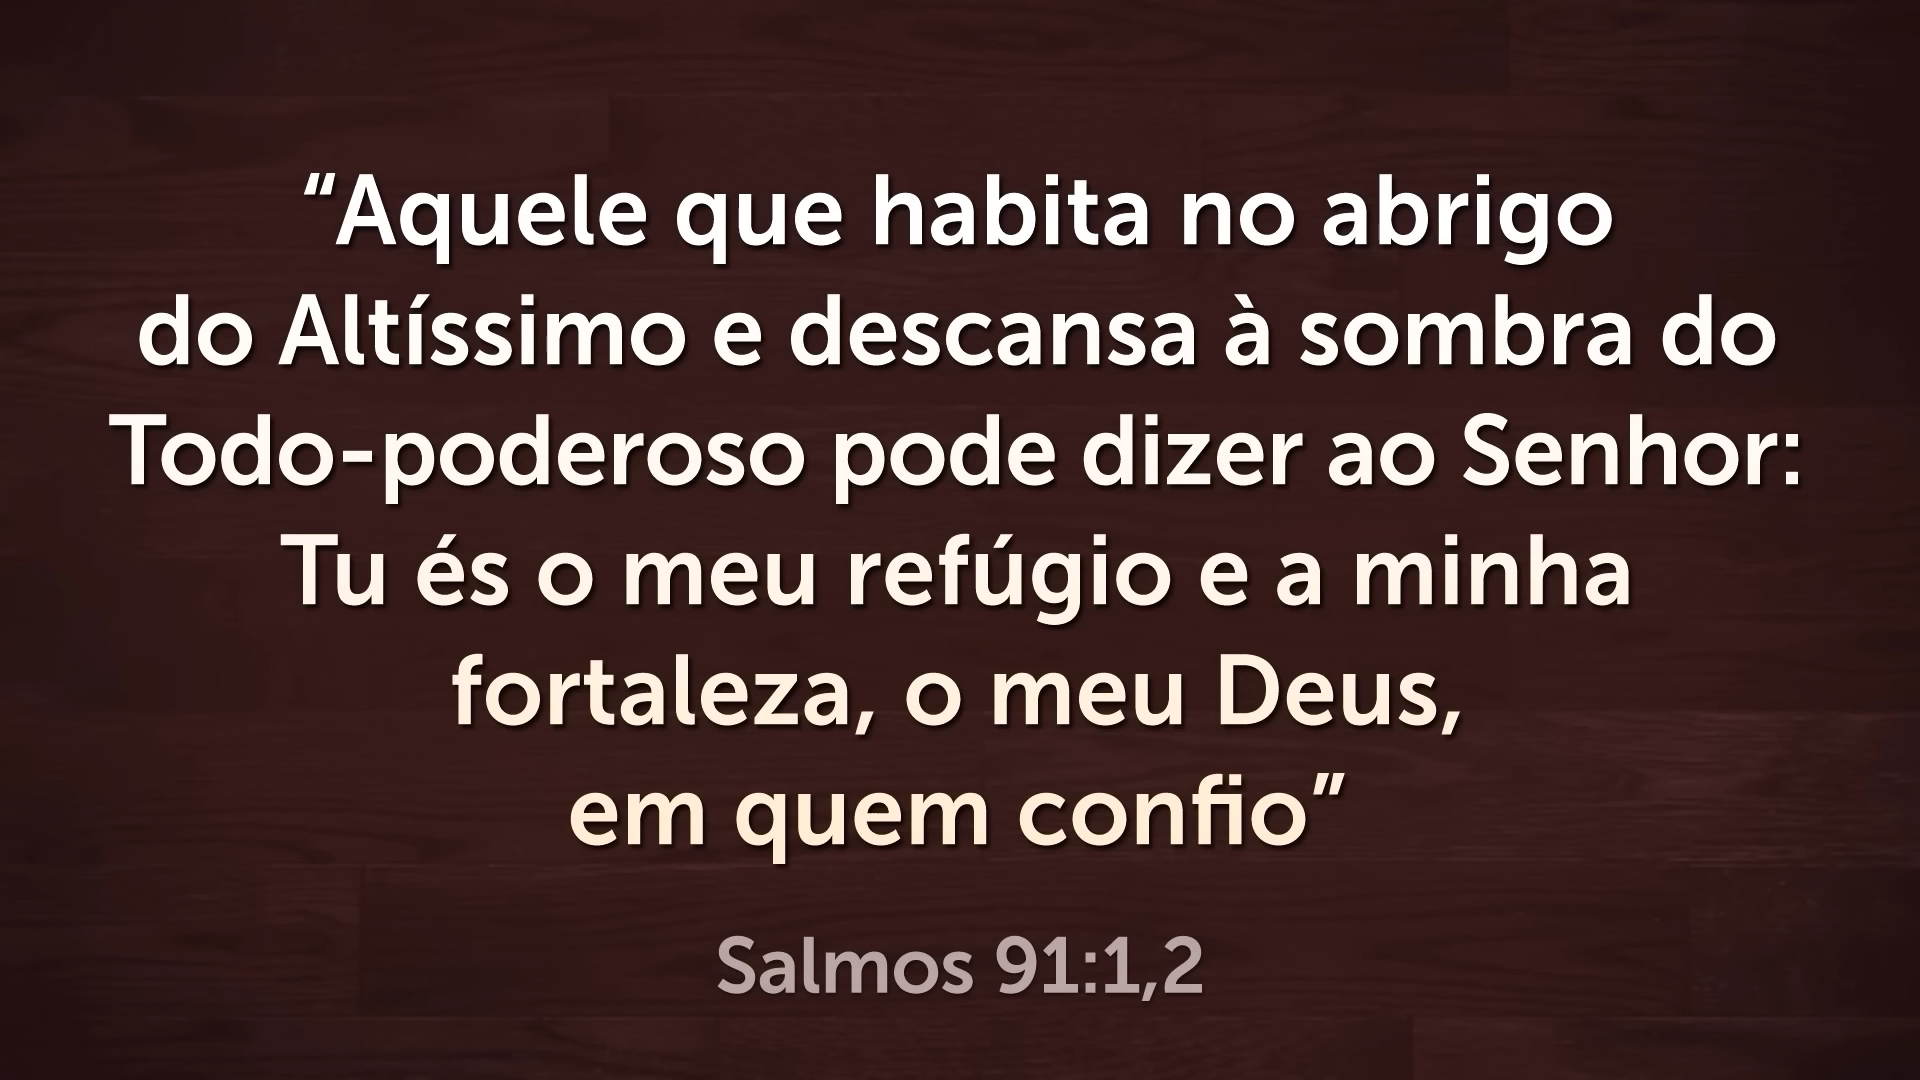 “Aquele que habita no abrigo
do Altíssimo e descansa à sombra do
Todo-poderoso pode dizer ao Senhor:
Tu és o meu refúgio e a minha
fortaleza, o meu Deus,
em quem confio”
Salmos 91:1,2